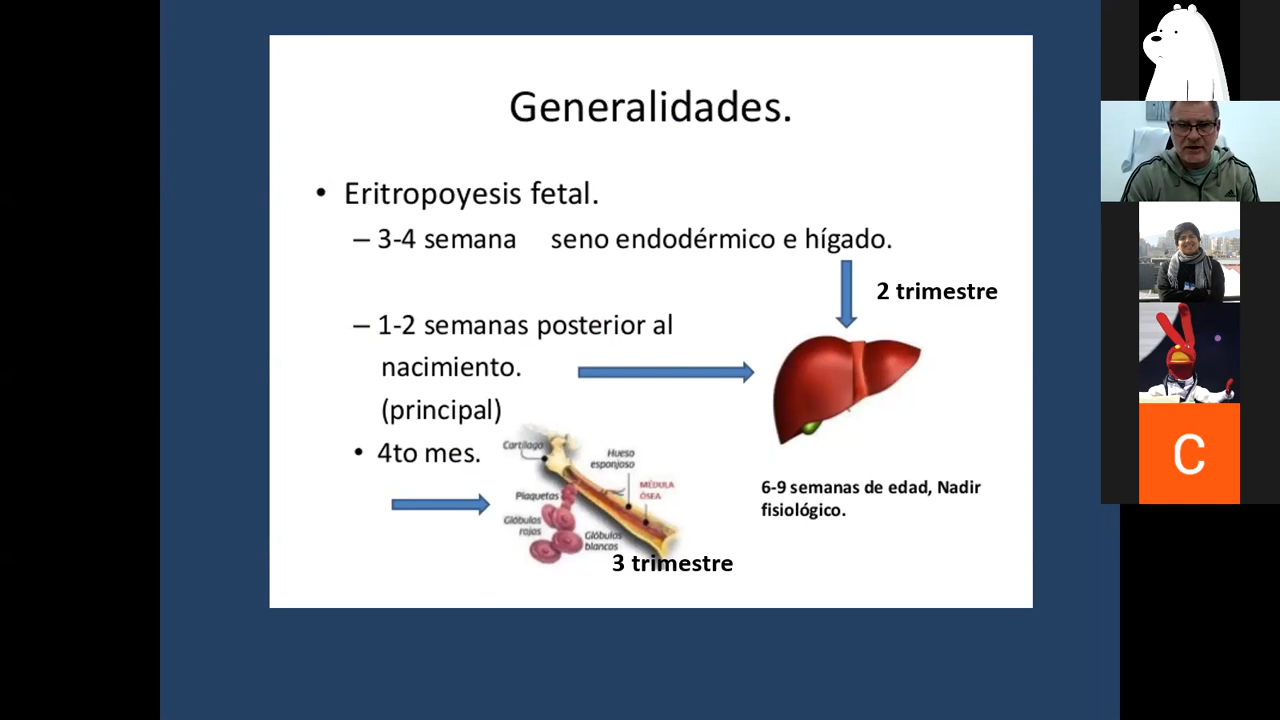 Generalidades.
• Eritropoyesis fetal.
– 3-4 semana seno endodérmico e hígado.
2 trimestre
– 1-2 semanas posterior al
nacimiento.
(principal)
• 4to mes.
Cartílago
Hueso
esponjoso
MÉDULA
ÓSEA
Plaquetas
Glóbulos
rojos
Glóbulos
blancos
3 trimestre
6-9 semanas de edad, Nadir
fisiológico.
C